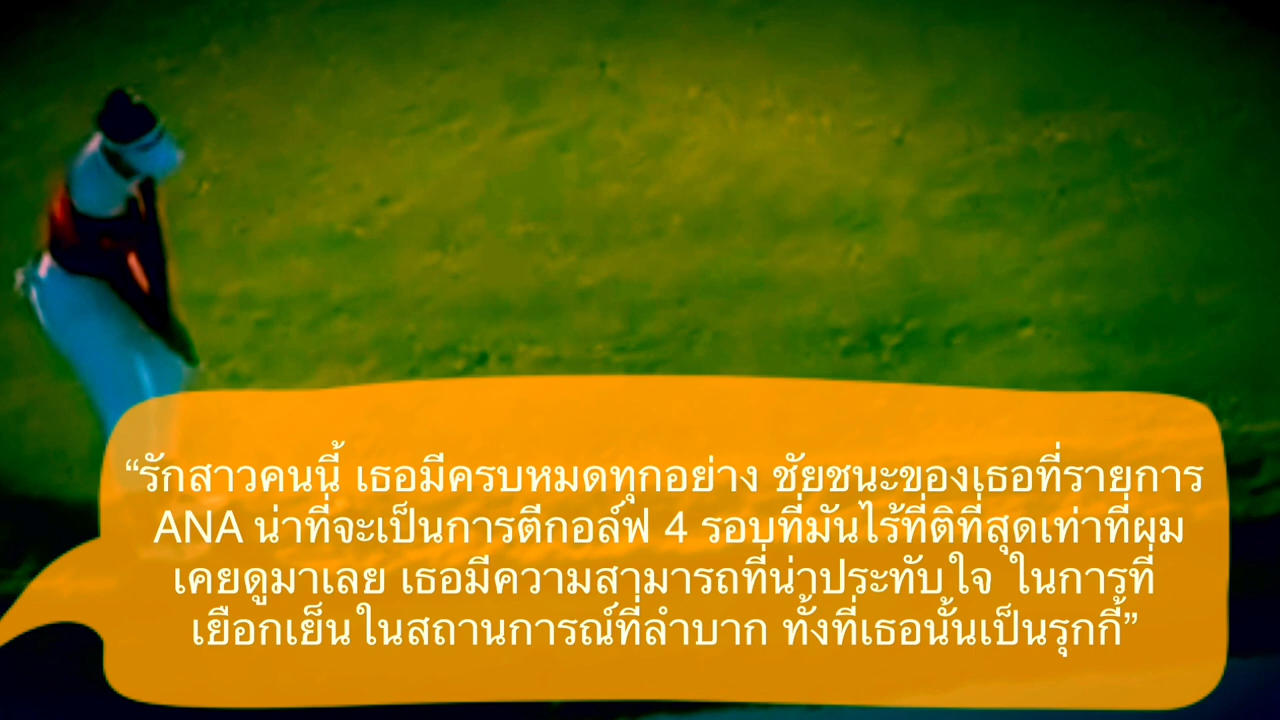 “รักสาวคนนี้ เธอมีครบหมดทุกอย่าง ชัยชนะของเธอที่รายการ
ANA น่าที่จะเป็นการตีกอล์ฟ 4 รอบที่มันไร้ที่ติที่สุดเท่าที่ผม
เคยดูมาเลย เธอมีความสามารถที่น่าประทับใจ ในการที่
เยือกเย็นในสถานการณ์ที่ลำบาก ทั้งที่เธอนั้นเป็นรุกกี้”